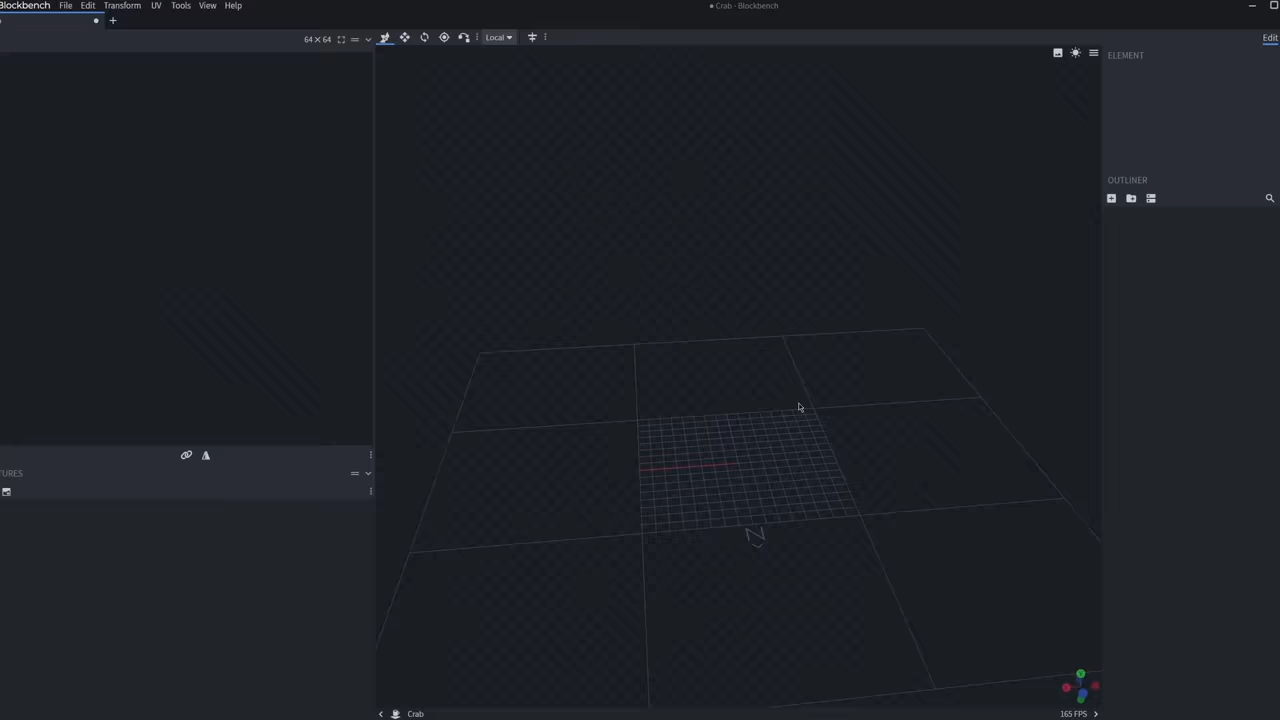 Blockbench File Edit Transform UV Tools View Help
● Crab - Blockbench
64 × 64
Local
Edit
ELEMENT
OUTLINER
TURES
N
Crab
165 FPS
Y